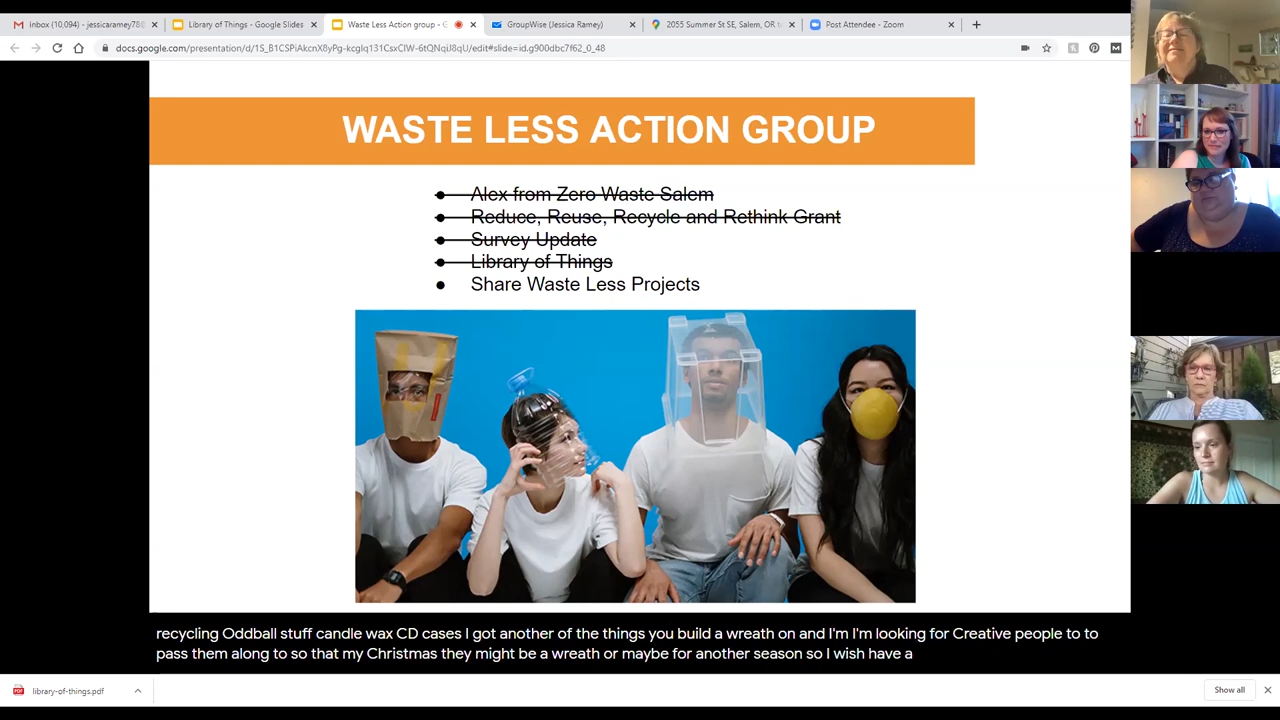 inbox (10,094) - jessicaramey78@
Library of Things - Google Slides
Waste Less Action group - G
GroupWise (Jessica Ramey)
2055 Summer St SE, Salem, OR
Post Attendee - Zoom
WASTE LESS ACTION GROUP
Alex from Zero Waste Salem
Reduce, Reuse, Recycle and Rethink Grant
Survey Update
Library of Things
Share Waste Less Projects
recycling Oddball stuff candle wax CD cases I got another of the things you build a wreath on and I'm I'm looking for Creative people to to
pass them along to so that my Christmas they might be a wreath or maybe for another season so I wish have a
library-of-things.pdf
Show all